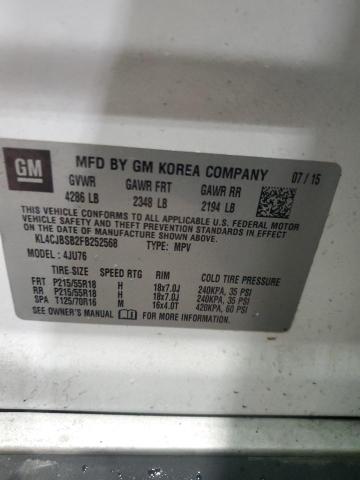 GM
MFD BY GM KOREA COMPANY 07 / 15
GVWR GAWR FRT GAWR RR
4286 LB 2348 LB 2194 LB
THIS VEHICLE CONFORMS TO ALL APPLICABLE U.S. FEDERAL MOTOR
VEHICLE SAFETY, BUMPER, AND THEFT PREVENTION STANDARDS IN EFFECT
ON THE DATE OF MANUFACTURE SHOWN ABOVE.
KL4CJBSB2FB252568 TYPE: MPV
MODEL : 4JU76
TIRE-SIZE SPEED RTG RIM COLD TIRE PRESSURE
FRT P215/55R18 H 18x7.0J 240KPA, 35 PSI
RR P215/55R18 H 18x7.0J 240KPA, 35 PSI
SPA T125/70R16 M 16x4.0T 420KPA, 60 PSI
SEE OWNER'S MANUAL FOR MORE INFORMATION.